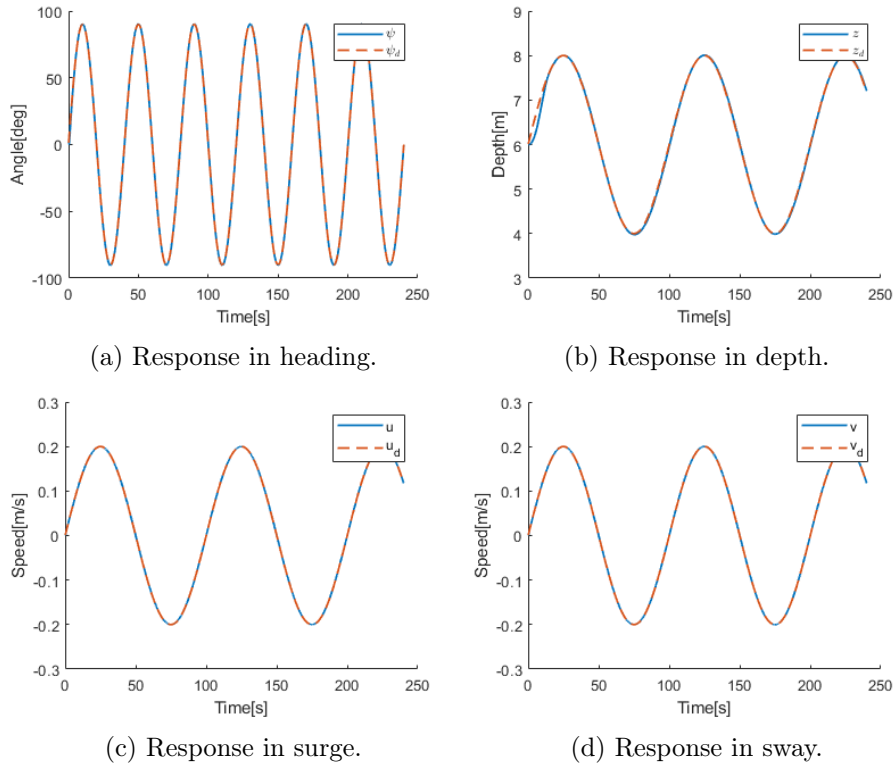 100
50
0
-50
-100
Angle[deg]
0
50
100
150
200
250
Time[s]
ψ
ψ_d
(a) Response in heading.
9
8
7
6
5
4
3
Depth[m]
0
50
100
150
200
250
Time[s]
z
z_d
(b) Response in depth.
0.3
0.2
0.1
0
-0.1
-0.2
-0.3
Speed[m/s]
0
50
100
150
200
250
Time[s]
u
u_d
(c) Response in surge.
0.3
0.2
0.1
0
-0.1
-0.2
-0.3
Speed[m/s]
0
50
100
150
200
250
Time[s]
v
v_d
(d) Response in sway.